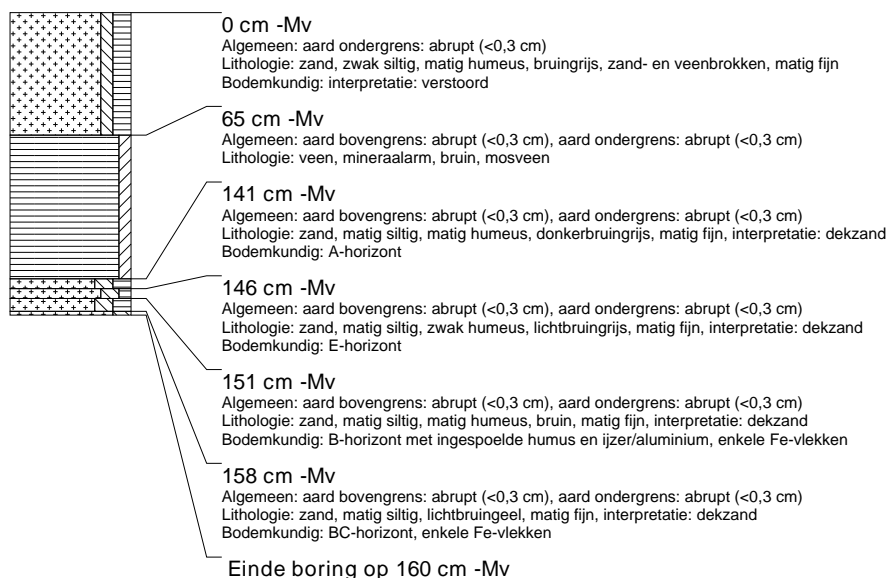 0 cm -Mv
Algemeen: aard ondergrens: abrupt (<0,3 cm)
Lithologie: zand, zwak siltig, matig humeus, bruingrijs, zand- en veenbrokken, matig fijn
Bodemkundig: interpretatie: verstoord
65 cm -Mv
Algemeen: aard bovengrens: abrupt (<0,3 cm), aard ondergrens: abrupt (<0,3 cm)
Lithologie: veen, mineraalarm, bruin, mosveen
141 cm -Mv
Algemeen: aard bovengrens: abrupt (<0,3 cm), aard ondergrens: abrupt (<0,3 cm)
Lithologie: zand, matig siltig, matig humeus, donkerbruingrijs, matig fijn, interpretatie: dekzand
Bodemkundig: A-horizont
146 cm -Mv
Algemeen: aard bovengrens: abrupt (<0,3 cm), aard ondergrens: abrupt (<0,3 cm)
Lithologie: zand, matig siltig, zwak humeus, lichtbruingrijs, matig fijn, interpretatie: dekzand
Bodemkundig: E-horizont
151 cm -Mv
Algemeen: aard bovengrens: abrupt (<0,3 cm), aard ondergrens: abrupt (<0,3 cm)
Lithologie: zand, matig siltig, matig humeus, bruin, matig fijn, interpretatie: dekzand
Bodemkundig: B-horizont met ingespoelde humus en ijzer/aluminium, enkele Fe-vlekken
158 cm -Mv
Algemeen: aard bovengrens: abrupt (<0,3 cm), aard ondergrens: abrupt (<0,3 cm)
Lithologie: zand, matig siltig, lichtbruingeel, matig fijn, interpretatie: dekzand
Bodemkundig: BC-horizont, enkele Fe-vlekken
Einde boring op 160 cm -Mv